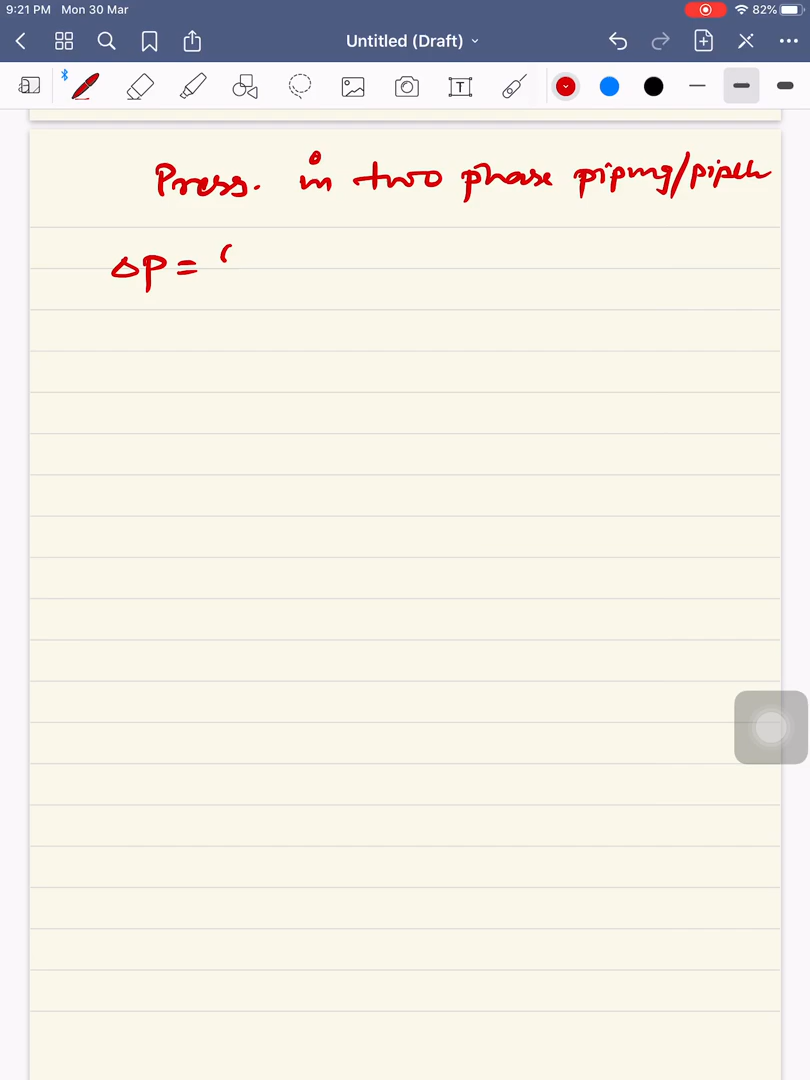 9:21 PM Mon 30 Mar 82%
Untitled (Draft)
T
Press. in two phase piping/
ΔP = (